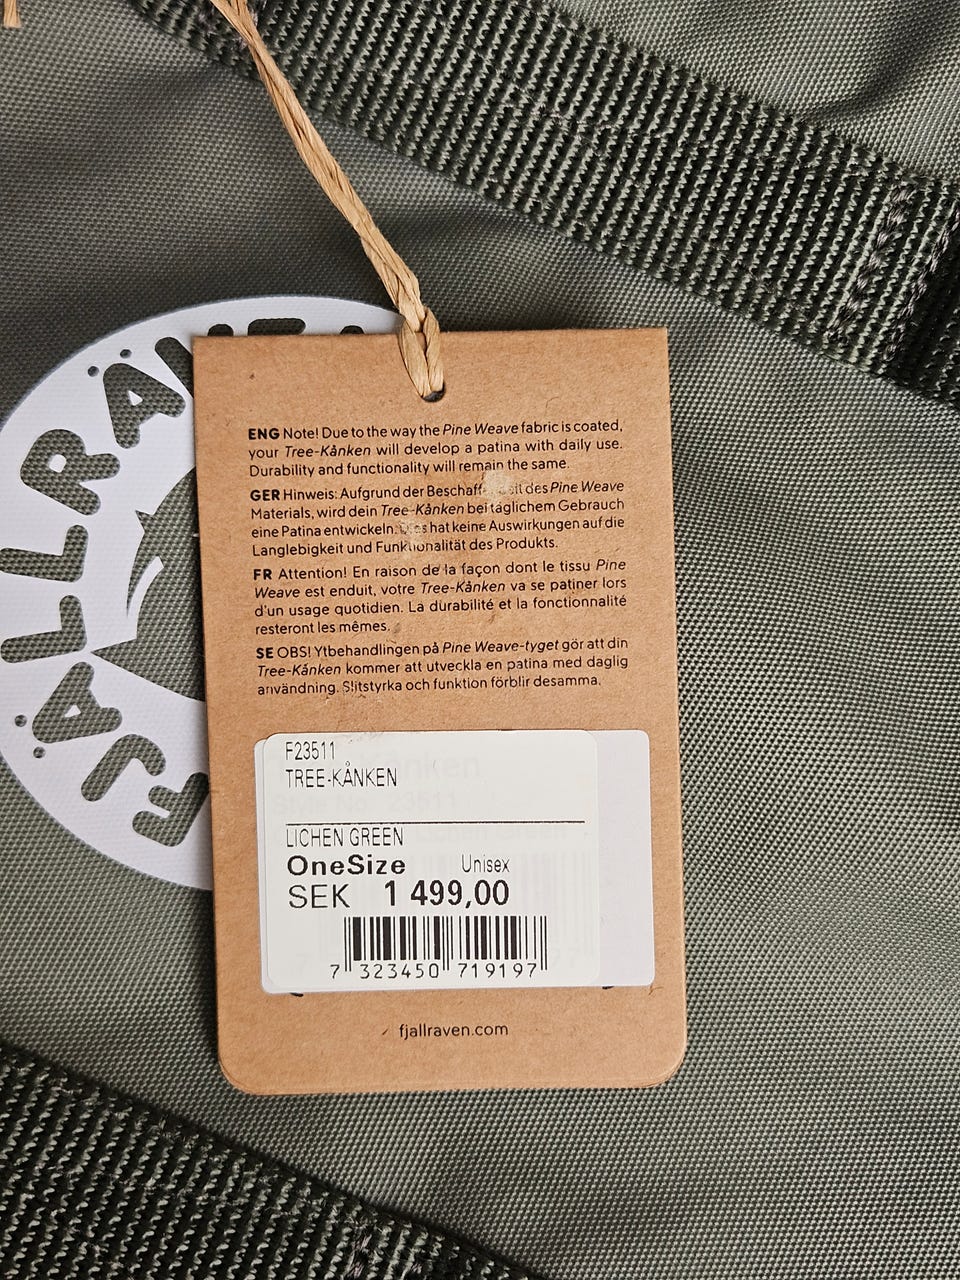 ENG Note! Due to the way the Pine Weave fabric is coated,
your Tree-Kånken will develop a patina with daily use.
Durability and functionality will remain the same.
GER Hinweis: Aufgrund der Beschaffenheit des Pine Weave
Materials, wird dein Tree-Kånken bei täglichem Gebrauch
eine Patina entwickeln. Dies hat keine Auswirkungen auf die
Langlebigkeit und Funktionalität des Produkts.
FR Attention! En raison de la façon dont le tissu Pine
Weave est enduit, votre Tree-Kånken va se patiner lors
d'un usage quotidien. La durabilité et la fonctionnalité
resteront les mêmes.
SE OBS! Ytbehandlingen på Pine Weave-tyget gör att din
Tree-Kånken kommer att utveckla en patina med daglig
användning. Slitstyrka och funktion förblir desamma.
F23511
TREE-KÅNKEN
LICHEN GREEN
OneSize Unisex
SEK 1 499,00
7 323450 719197
fjallraven.com